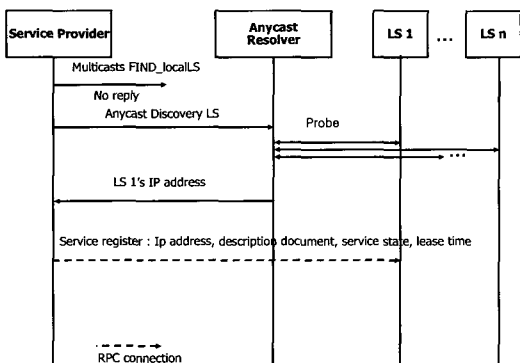 Service Provider
Anycast
Resolver
LS 1
...
LS n
Multicasts FIND_localLS
No reply
Anycast Discovery LS
Probe
...
LS 1's IP address
Service register : Ip address, description document, service state, lease time
RPC connection